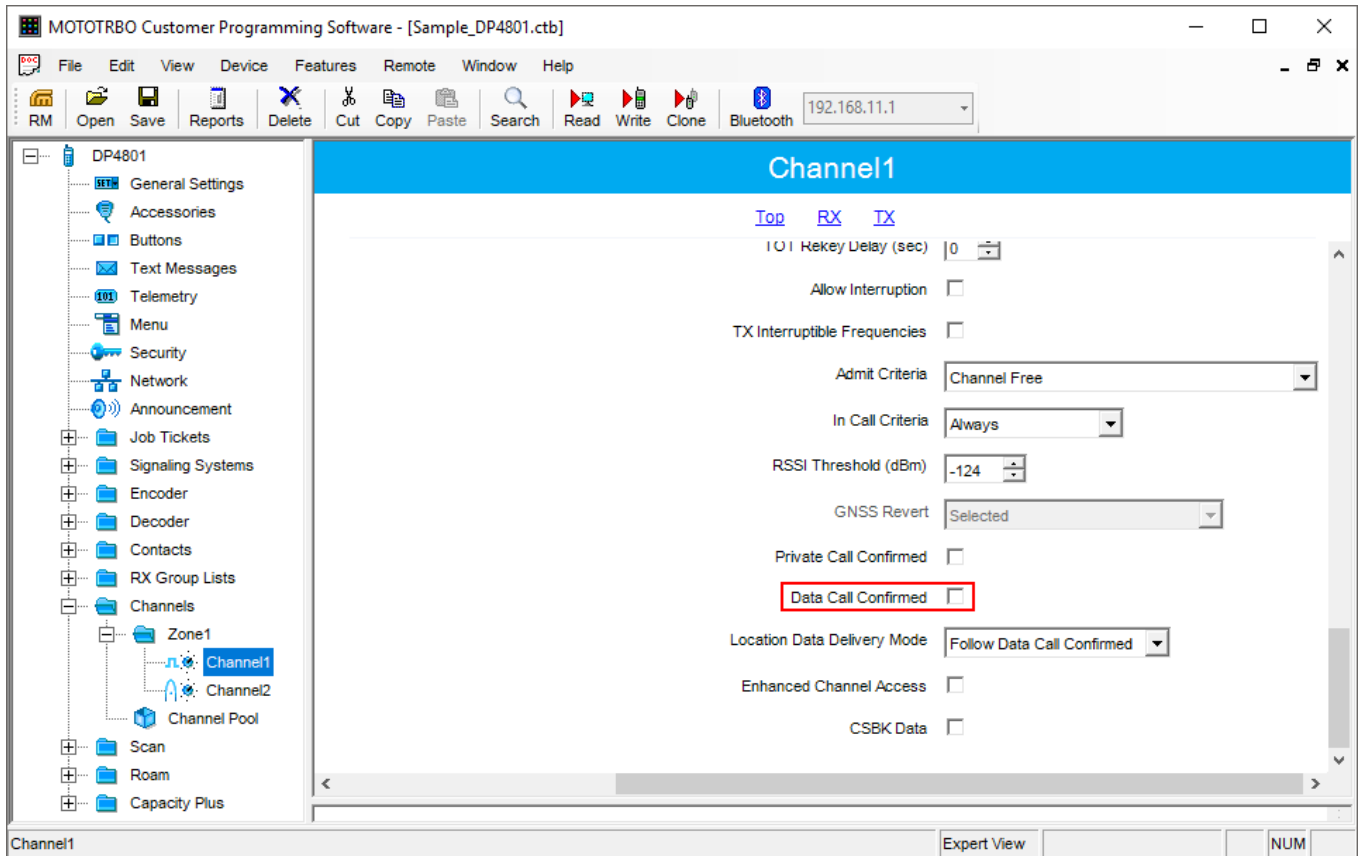 MOTOTRBO Customer Programming Software - [Sample_DP4801.ctb]
File Edit View Device Features Remote Window Help
RM Open Save Reports Delete Cut Copy Paste Search Read Write Clone Bluetooth 192.168.11.1
DP4801
General Settings
Accessories
Buttons
Text Messages
Telemetry
Menu
Security
Network
Announcement
Job Tickets
Signaling Systems
Encoder
Decoder
Contacts
RX Group Lists
Channels
Zone1
Channel1
Channel2
Channel Pool
Scan
Roam
Capacity Plus
Channel1
Top RX TX
TOT Rekey Delay (sec) 0
Allow Interruption
TX Interruptible Frequencies
Admit Criteria Channel Free
In Call Criteria Always
RSSI Threshold (dBm) -124
GNSS Revert Selected
Private Call Confirmed
Data Call Confirmed
Location Data Delivery Mode Follow Data Call Confirmed
Enhanced Channel Access
CSBK Data
Channel1 Expert View NUM